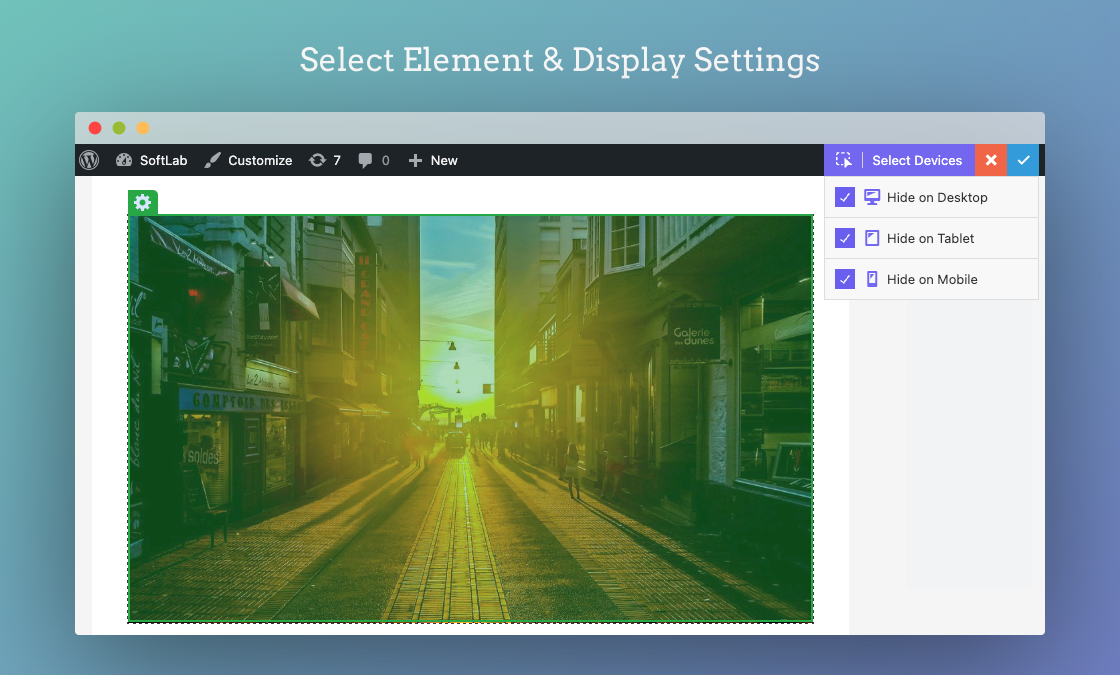 Select Element & Display Settings
SoftLab Customize 7 0 New Select Devices
Hide on Desktop
Hide on Tablet
Hide on Mobile
Galerie
des dunes
COMPTOIR DES
soldes